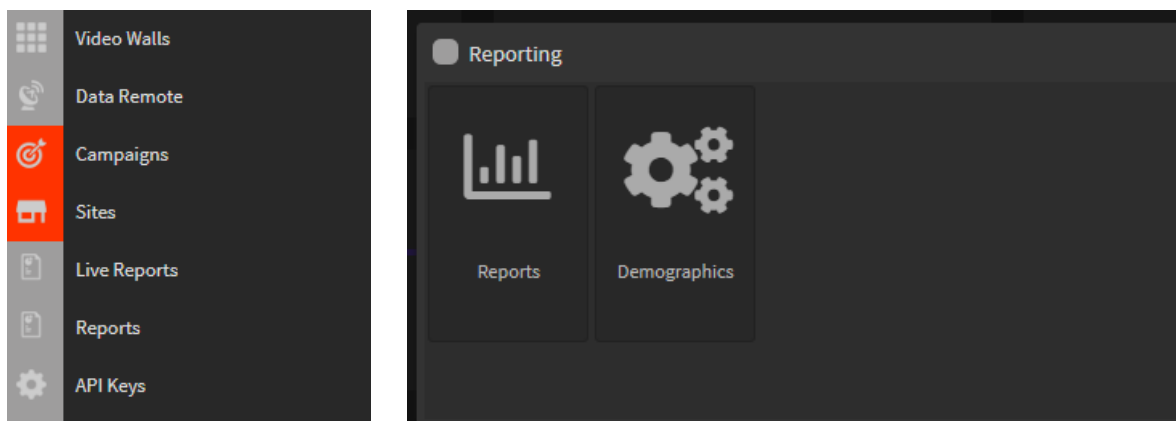 Video Walls
Data Remote
Campaigns
Sites
Live Reports
Reports
API Keys
Reporting
Reports
Demographics